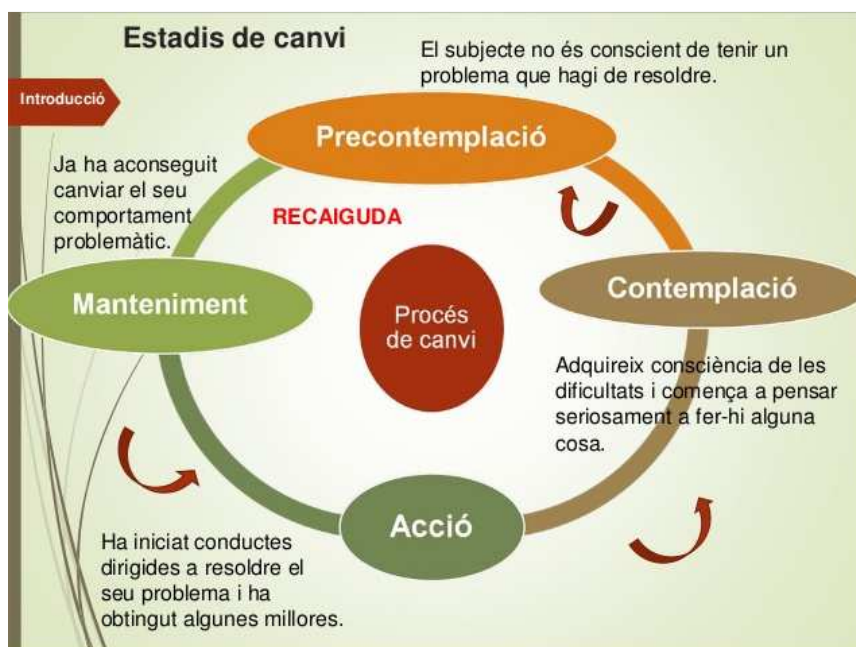 Estadis de canvi
El subjecte no és conscient de tenir un
problema que hagi de resoldre.
Introducció
Precontemplació
Ja ha aconseguit
canviar el seu
comportament
problemàtic.
RECAIGUDA
Manteniment
Procés
de canvi
Contemplació
Adquireix consciència de les
dificultats i comença a pensar
seriosament a fer-hi alguna
cosa.
Acció
Ha iniciat conductes
dirigides a resoldre el
seu problema i ha
obtingut algunes millores.